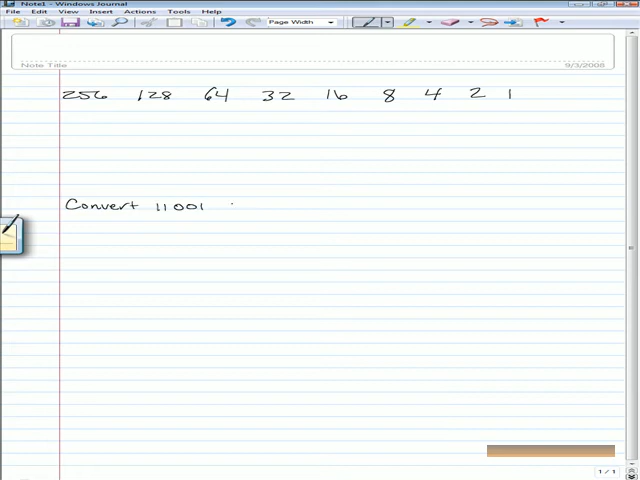 Note1 - Windows Journal
File Edit View Insert Actions Tools Help
Page Width
Note Title
9/3/2008
256 128 64 32 16 8 4 2 1
Convert 11001
1 / 1